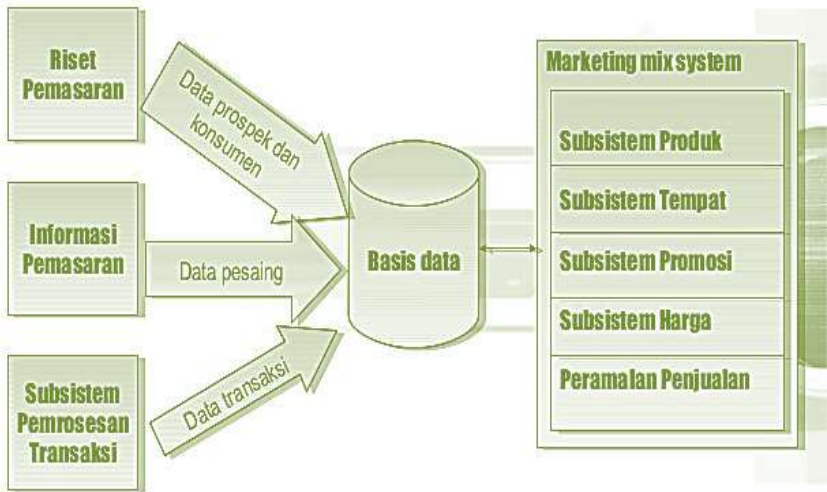 Riset
Pemasaran
Data prospek dan
konsumen
Informasi
Pemasaran
Data pesaing
Subsistem
Pemrosesan
Transaksi
Data transaksi
Basis data
Marketing mix system
Subsistem Produk
Subsistem Tempat
Subsistem Promosi
Subsistem Harga
Peramalan Penjualan